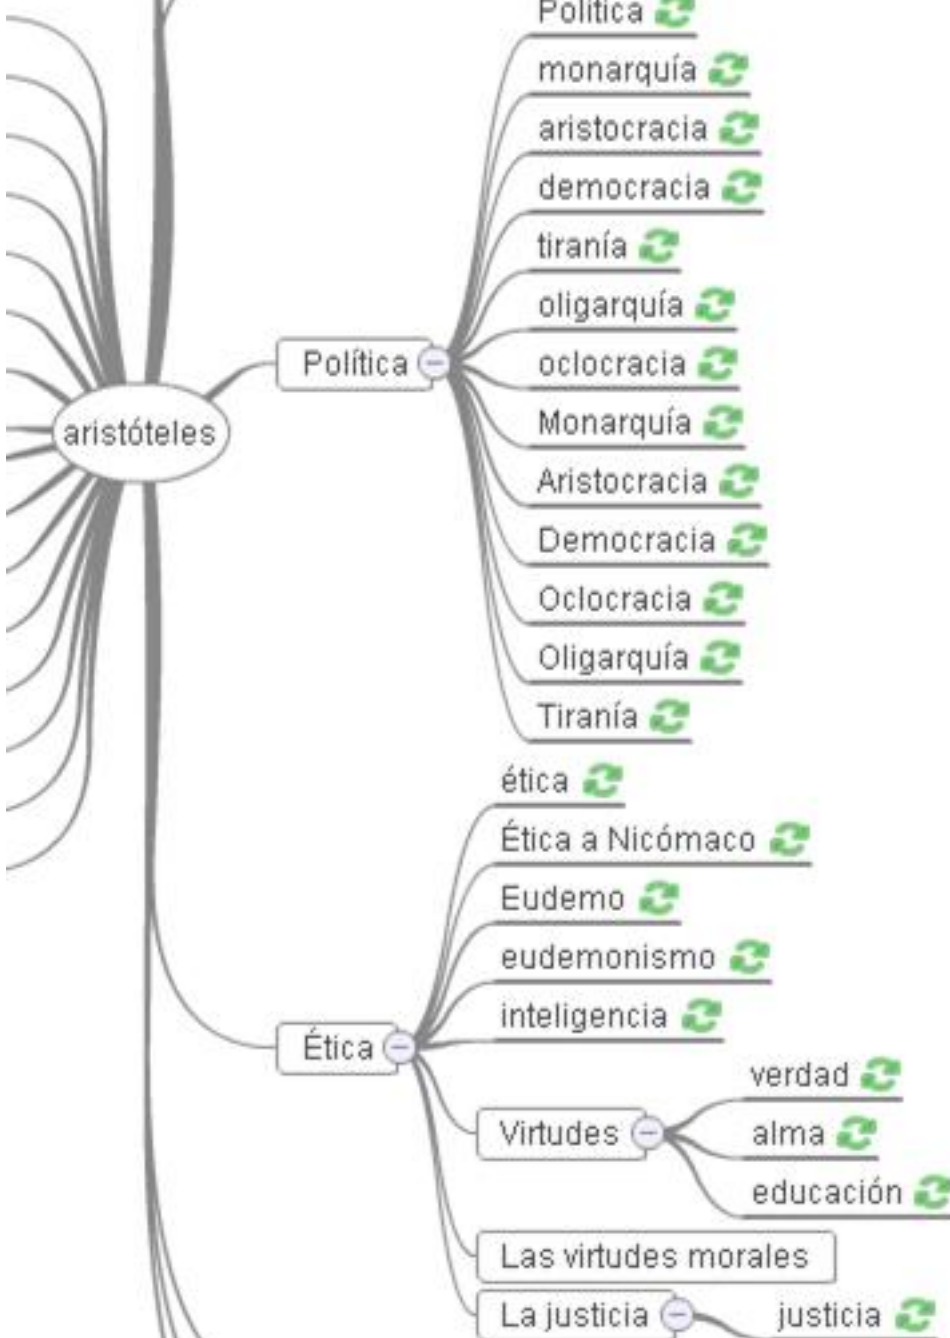 Política
monarquía
aristocracia
democracia
tiranía
oligarquía
Política
oclocracia
aristóteles
Monarquía
Aristocracia
Democracia
Oclocracia
Oligarquía
Tiranía
ética
Ética a Nicómaco
Eudemo
eudemonismo
inteligencia
Ética
verdad
Virtudes
alma
educación
Las virtudes morales
La justicia
justicia